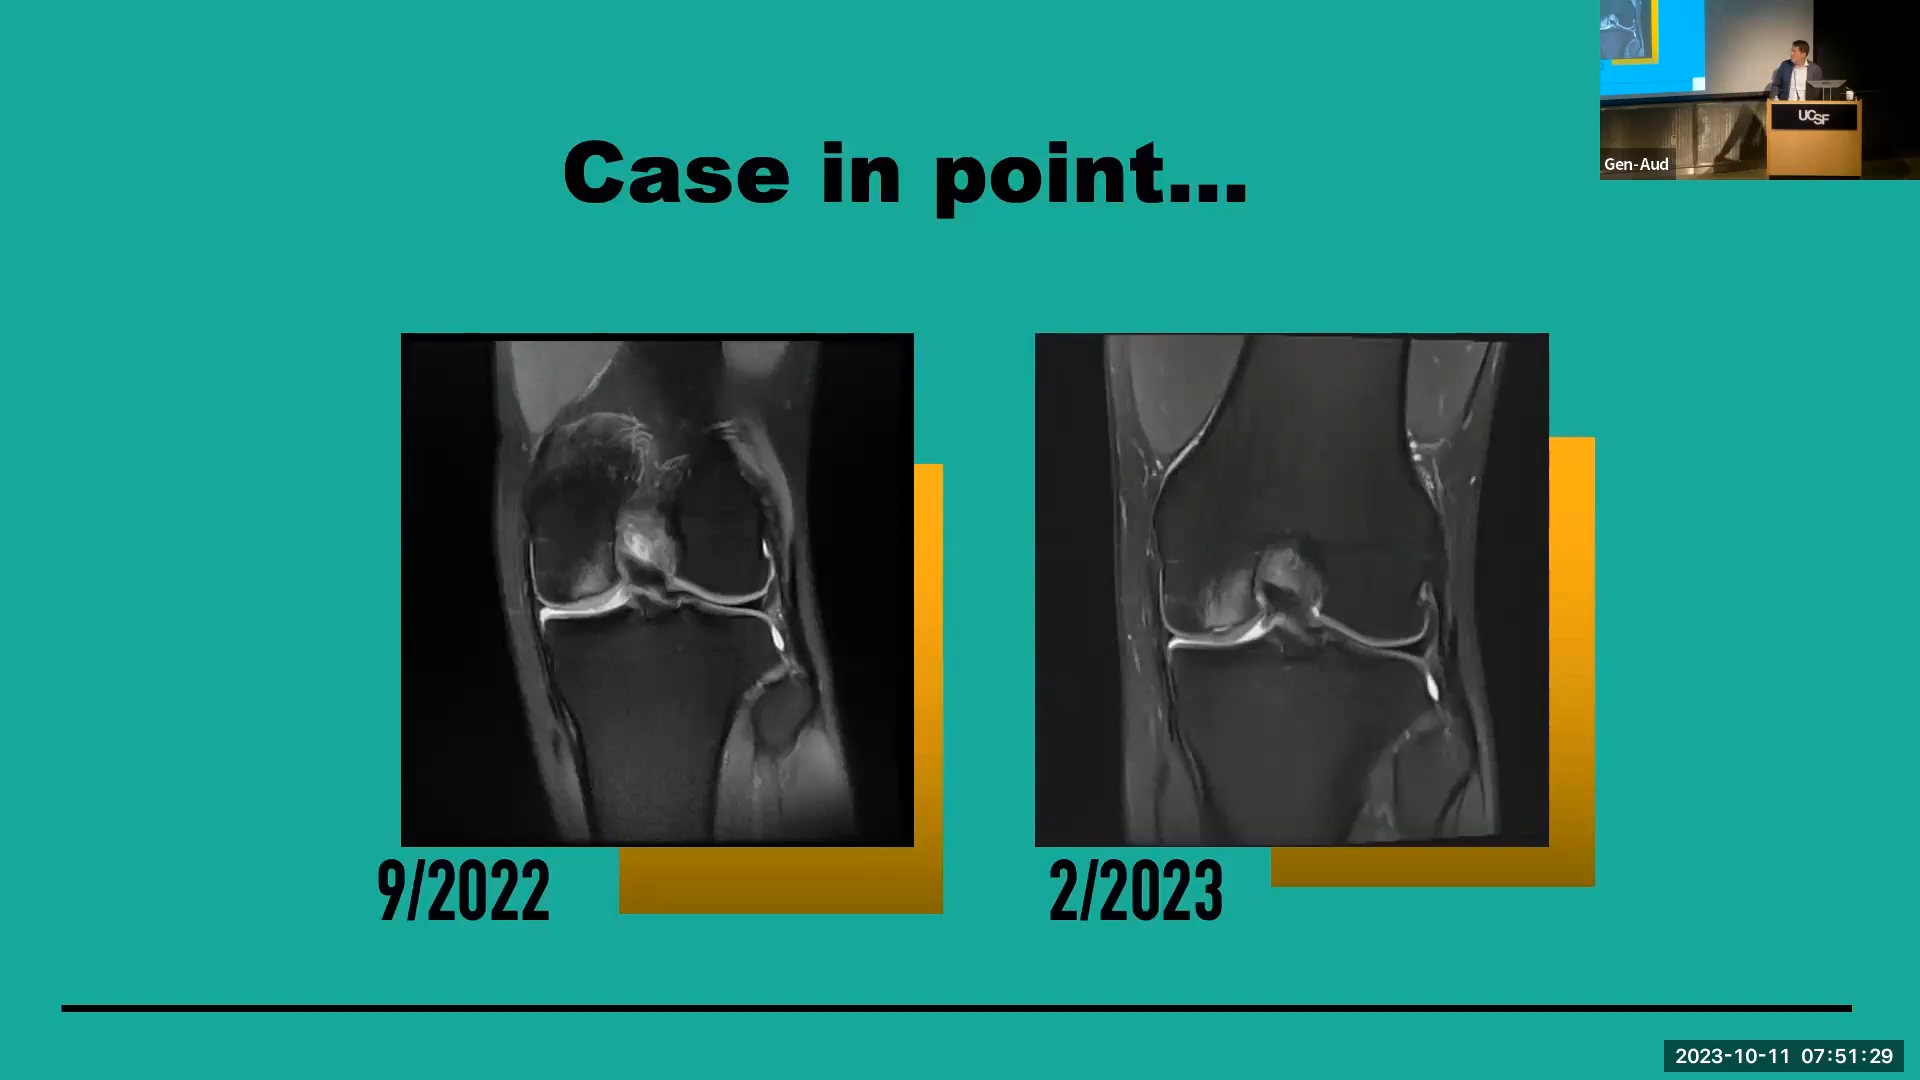 Case in point...
UCSF
Gen-Aud
9/2022
2/2023
2023-10-11 07:51:29